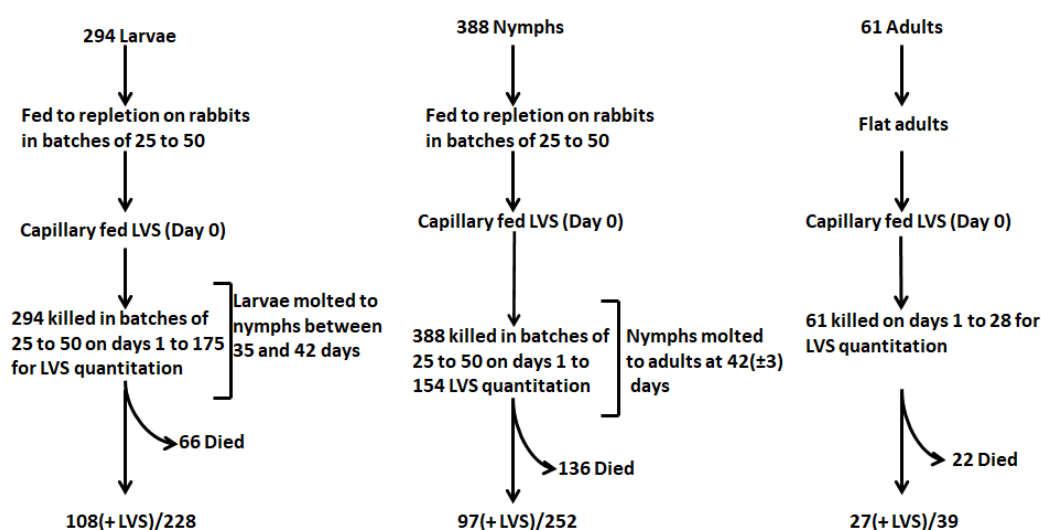 294 Larvae
Fed to repletion on rabbits
in batches of 25 to 50
Capillary fed LVS (Day 0)
294 killed in batches of
25 to 50 on days 1 to 175
for LVS quantitation
Larvae molted to
nymphs between
35 and 42 days
66 Died
108(+ LVS)/228
388 Nymphs
Fed to repletion on rabbits
in batches of 25 to 50
Capillary fed LVS (Day 0)
388 killed in batches of
25 to 50 on days 1 to
154 LVS quantitation
Nymphs molted
to adults at 42(±3)
days
136 Died
97(+ LVS)/252
61 Adults
Flat adults
Capillary fed LVS (Day 0)
61 killed on days 1 to 28 for
LVS quantitation
22 Died
27(+ LVS)/39